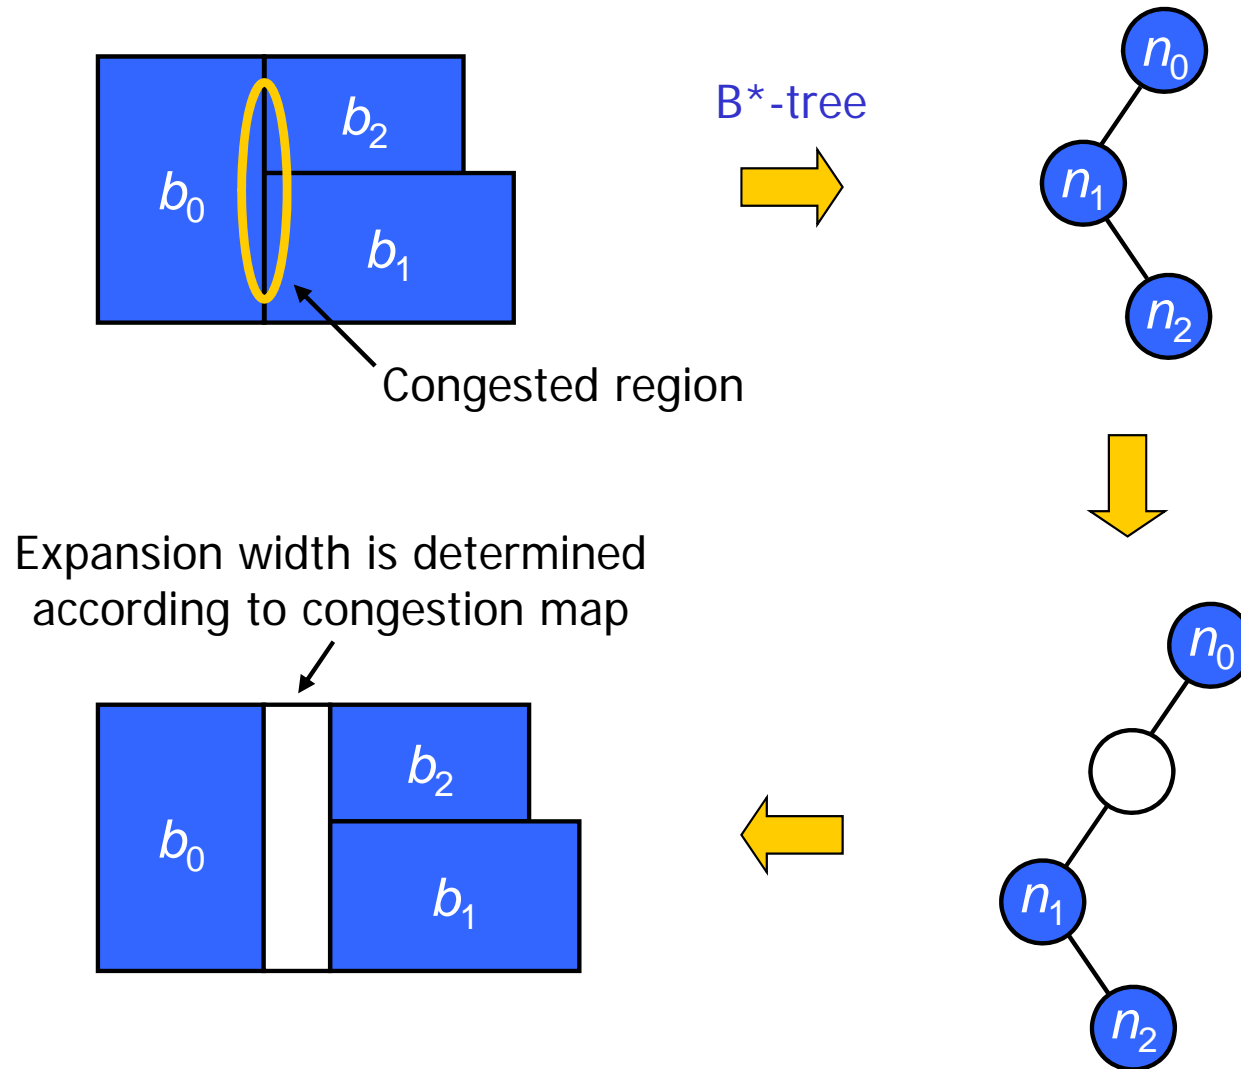 b₀
b₂
b₁
Congested region
B*-tree
n₀
n₁
n₂
Expansion width is determined
according to congestion map
b₀
b₂
b₁
n₀
n₁
n₂